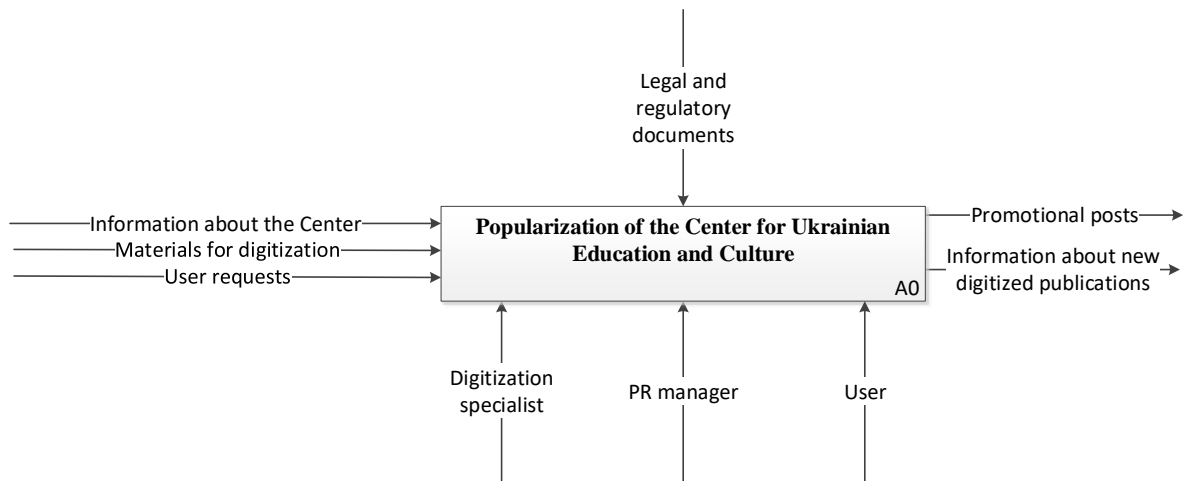 Legal and
regulatory
documents
Information about the Center
Materials for digitization
User requests
Popularization of the Center for Ukrainian
Education and Culture
A0
Promotional posts
Information about new
digitized publications
Digitization
specialist
PR manager
User